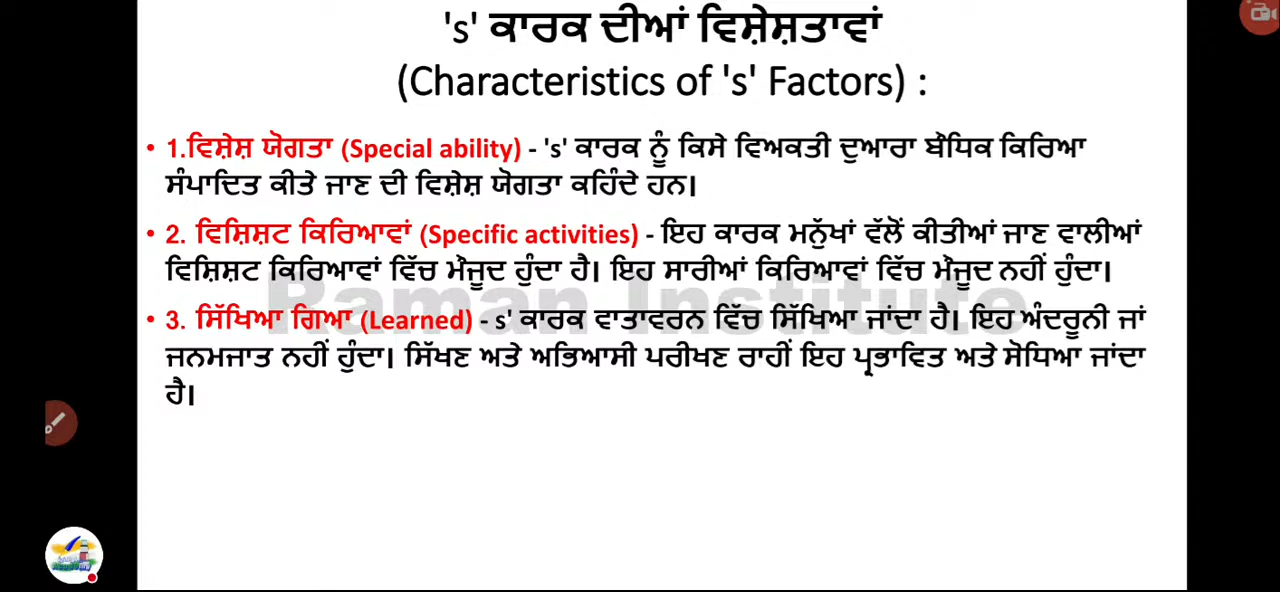 's' ਕਾਰਕ ਦੀਆਂ ਵਿਸ਼ੇਸ਼ਤਾਵਾਂ
(Characteristics of 's' Factors) :
• 1.ਵਿਸ਼ੇਸ਼ ਯੋਗਤਾ (Special ability) - 's' ਕਾਰਕ ਨੂੰ ਕਿਸੇ ਵਿਅਕਤੀ ਦੁਆਰਾ ਬੌਧਿਕ ਕਿਰਿਆ
ਸੰਪਾਦਿਤ ਕੀਤੇ ਜਾਣ ਦੀ ਵਿਸ਼ੇਸ਼ ਯੋਗਤਾ ਕਹਿੰਦੇ ਹਨ।
• 2. ਵਿਸ਼ਿਸ਼ਟ ਕਿਰਿਆਵਾਂ (Specific activities) - ਇਹ ਕਾਰਕ ਮਨੁੱਖਾਂ ਵੱਲੋਂ ਕੀਤੀਆਂ ਜਾਣ ਵਾਲੀਆਂ
ਵਿਸ਼ਿਸ਼ਟ ਕਿਰਿਆਵਾਂ ਵਿੱਚ ਮੌਜੂਦ ਹੁੰਦਾ ਹੈ। ਇਹ ਸਾਰੀਆਂ ਕਿਰਿਆਵਾਂ ਵਿੱਚ ਮੌਜੂਦ ਨਹੀਂ ਹੁੰਦਾ।
Raman Institute
• 3. ਸਿੱਖਿਆ ਗਿਆ (Learned) - s' ਕਾਰਕ ਵਾਤਾਵਰਨ ਵਿੱਚ ਸਿੱਖਿਆ ਜਾਂਦਾ ਹੈ। ਇਹ ਅੰਦਰੂਨੀ ਜਾਂ
ਜਨਮਜਾਤ ਨਹੀਂ ਹੁੰਦਾ। ਸਿੱਖਣ ਅਤੇ ਅਭਿਆਸੀ ਪਰੀਖਣ ਰਾਹੀਂ ਇਹ ਪ੍ਰਭਾਵਿਤ ਅਤੇ ਸੋਧਿਆ ਜਾਂਦਾ
ਹੈ।